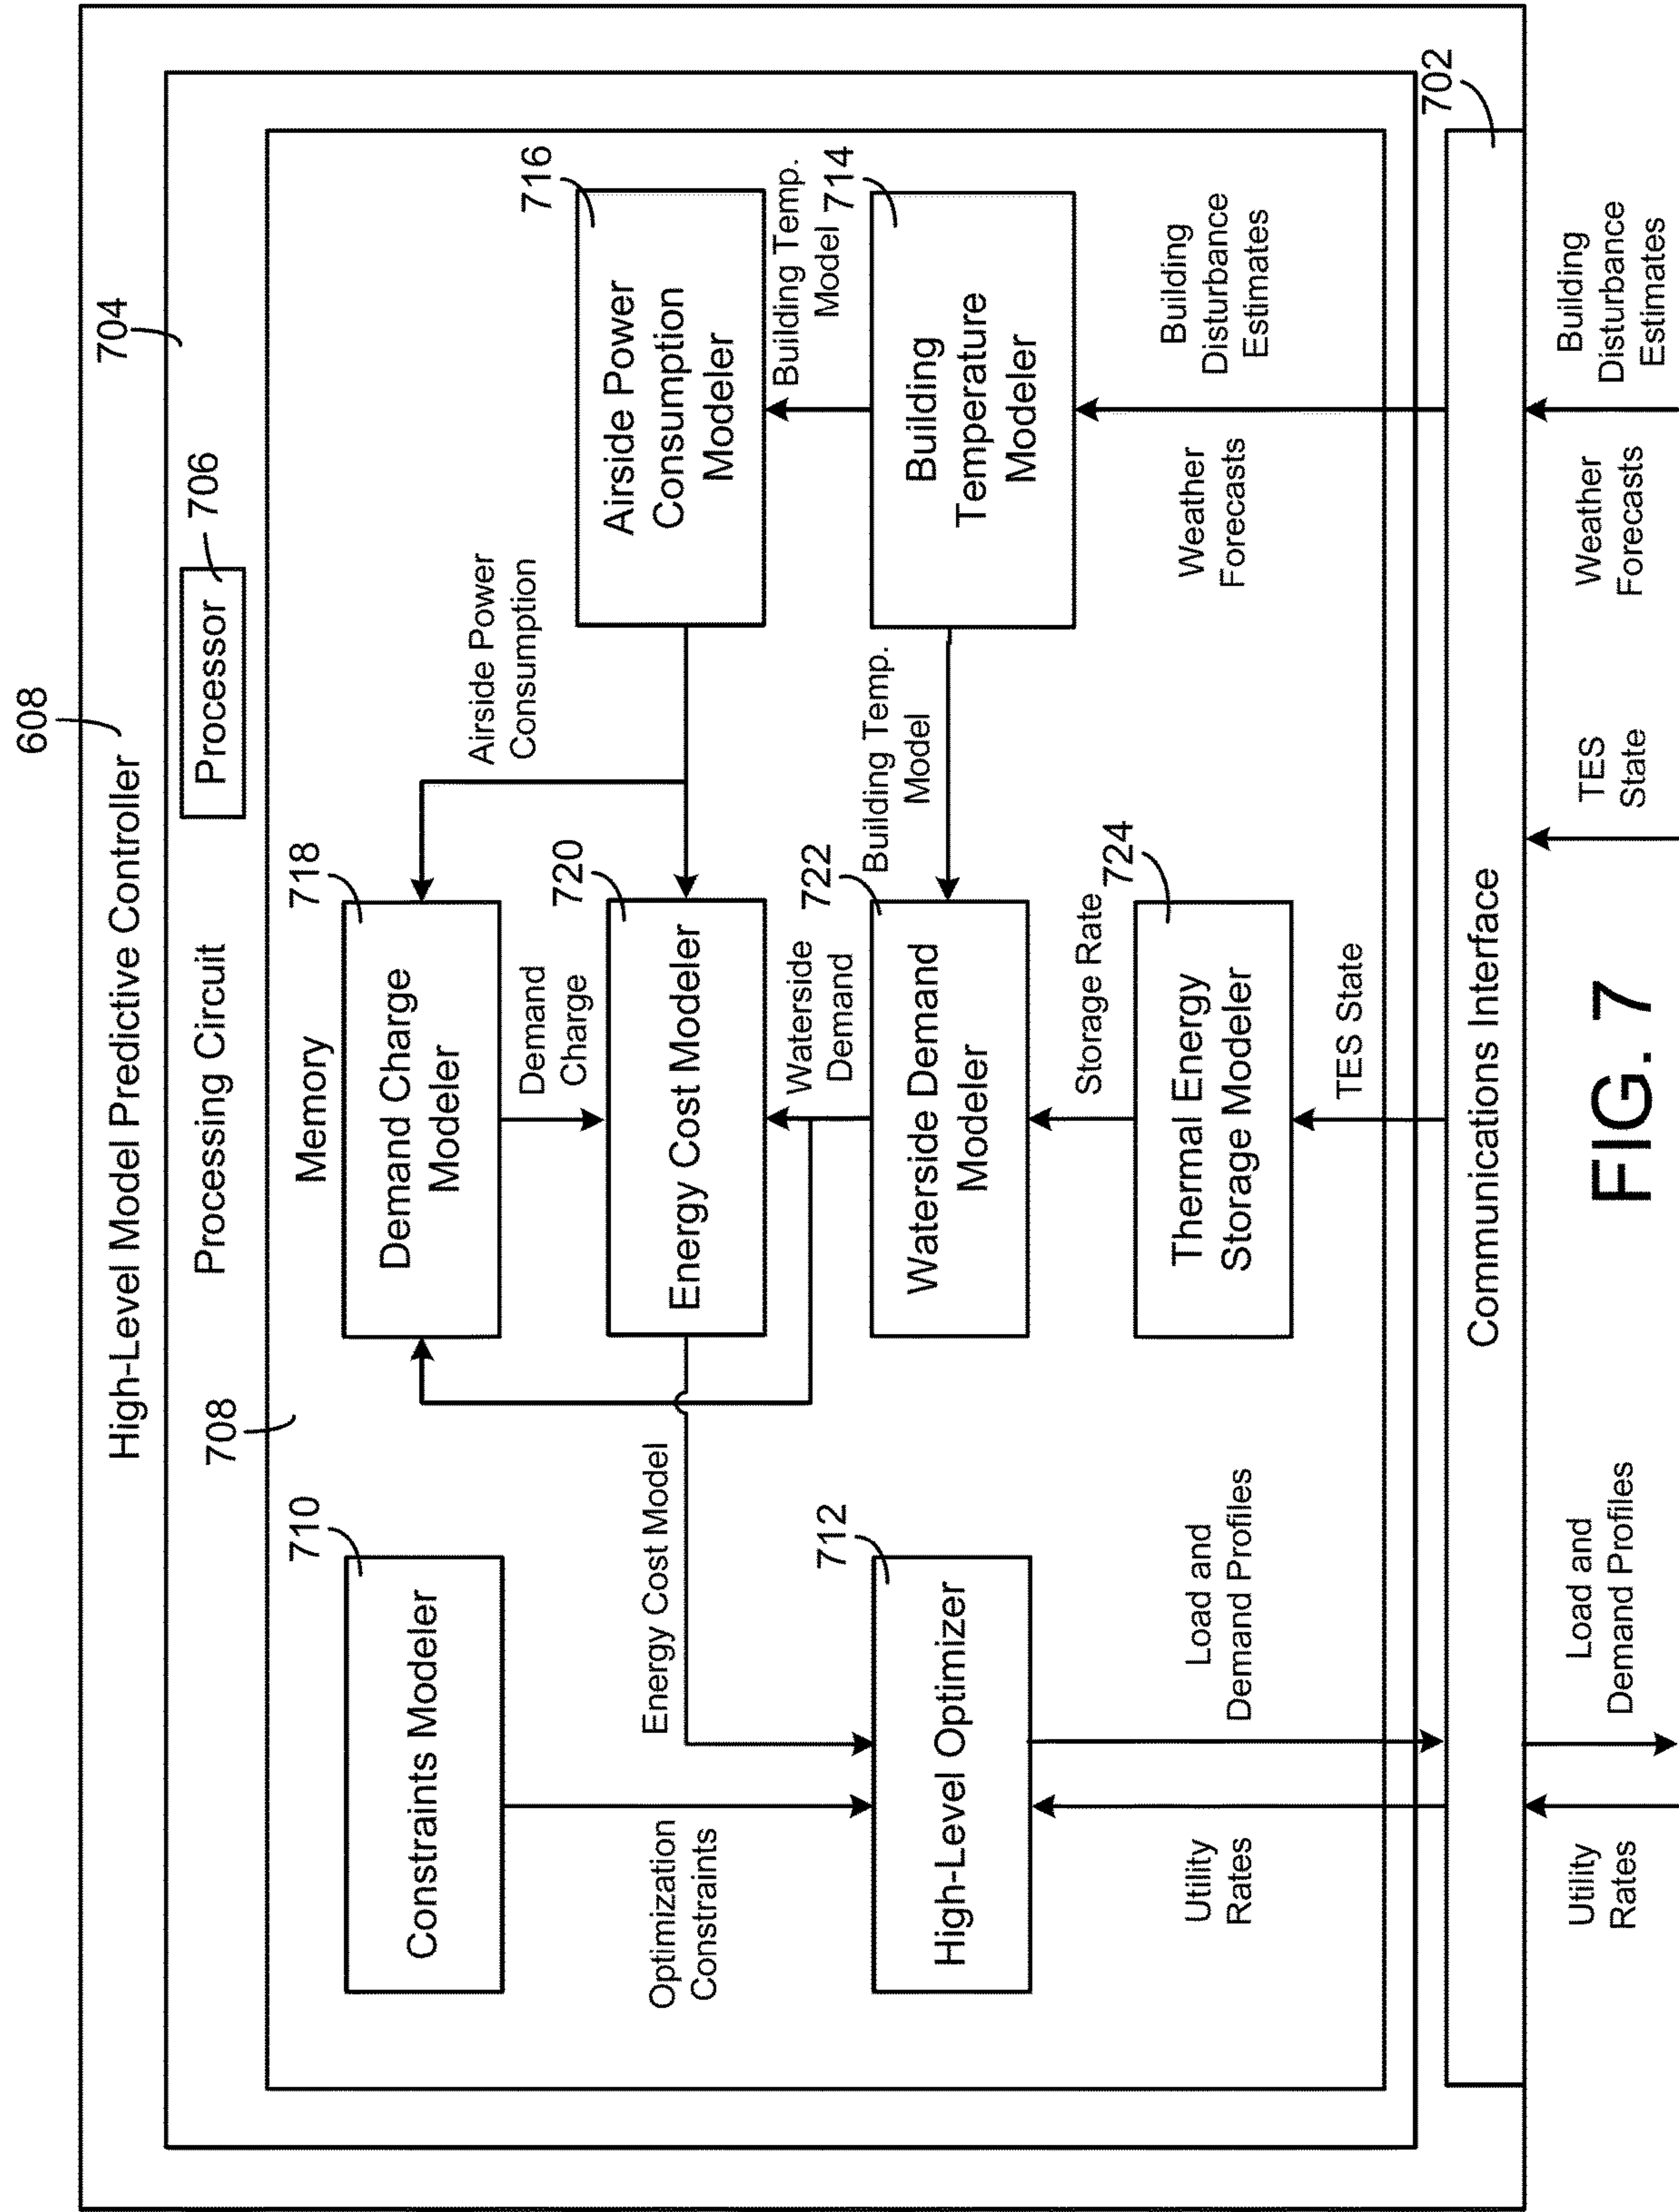 608
High-Level Model Predictive Controller
704
Processing Circuit
Processor
706
708
Memory
710
Constraints Modeler
718
Demand Charge
Modeler
Airside Power
Consumption
716
Airside Power
Consumption
Modeler
Demand
Charge
720
Energy Cost Modeler
Energy Cost Model
Optimization
Constraints
Waterside
Demand
722
Building Temp.
Model
Building Temp.
Model
714
712
High-Level Optimizer
Waterside Demand
Modeler
Building
Temperature
Modeler
Storage Rate
724
Thermal Energy
Storage Modeler
Utility
Rates
Load and
Demand Profiles
TES State
Weather
Forecasts
Building
Disturbance
Estimates
702
Communications Interface
Utility
Rates
Load and
Demand Profiles
TES
State
Weather
Forecasts
Building
Disturbance
Estimates
FIG. 7